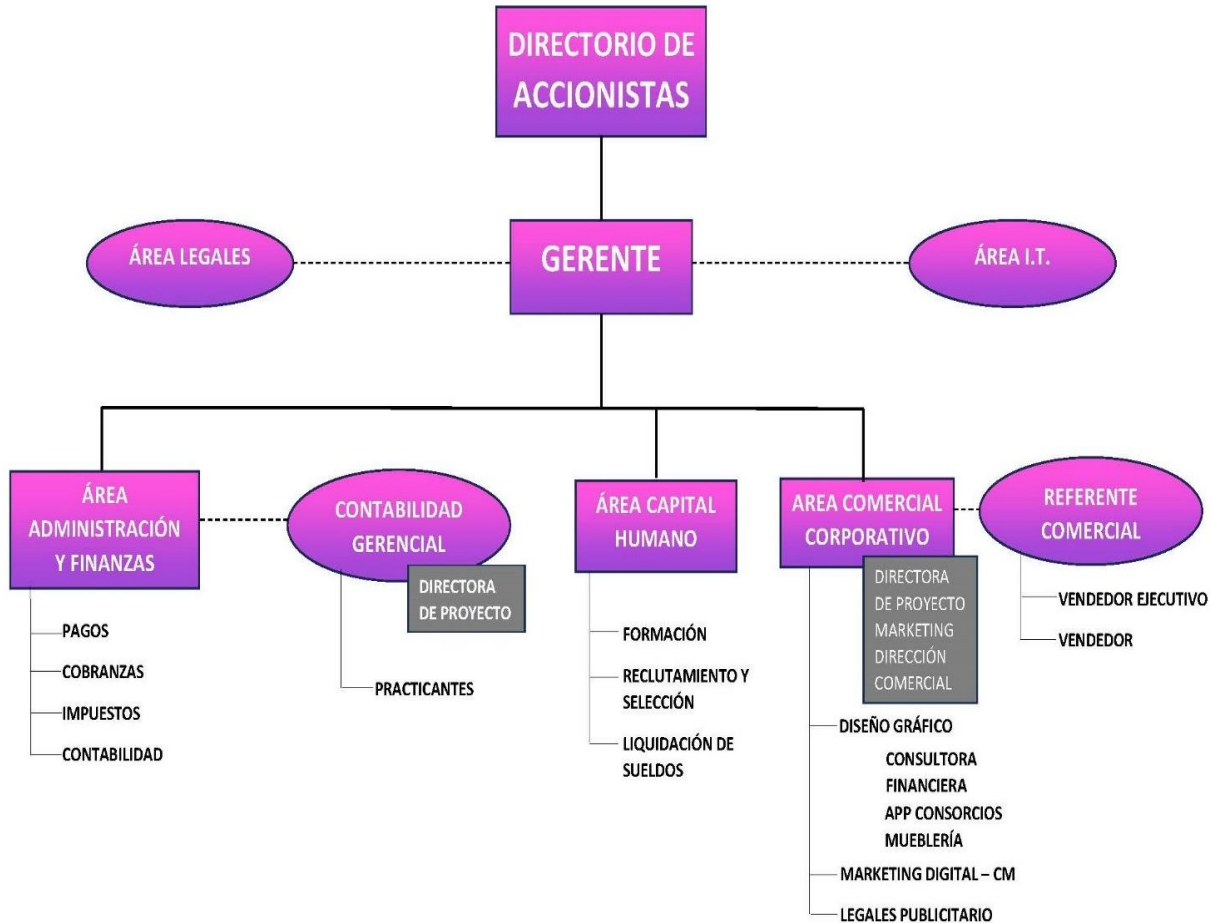 DIRECTORIO DE
ACCIONISTAS
ÁREA LEGALES
GERENTE
ÁREA I.T.
ÁREA
ADMINISTRACIÓN
Y FINANZAS
PAGOS
COBRANZAS
IMPUESTOS
CONTABILIDAD
CONTABILIDAD
GERENCIAL
DIRECTORA
DE PROYECTO
PRACTICANTES
ÁREA CAPITAL
HUMANO
FORMACIÓN
RECLUTAMIENTO Y
SELECCIÓN
LIQUIDACIÓN DE
SUELDOS
AREA COMERCIAL
CORPORATIVO
DIRECTORA
DE PROYECTO
MARKETING
DIRECCIÓN
COMERCIAL
DISEÑO GRÁFICO
CONSULTORA
FINANCIERA
APP CONSORCIOS
MUEBLERÍA
MARKETING DIGITAL – CM
LEGALES PUBLICITARIO
REFERENTE
COMERCIAL
VENDEDOR EJECUTIVO
VENDEDOR